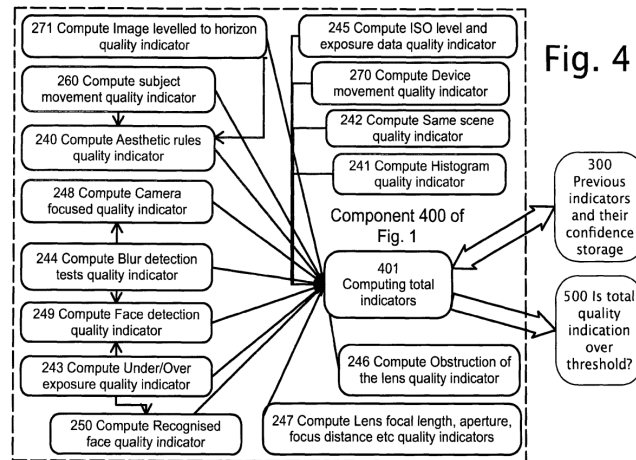 271 Compute Image levelled to horizon
quality indicator
260 Compute subject
movement quality indicator
240 Compute Aesthetic rules
quality indicator
248 Compute Camera
focused quality indicator
244 Compute Blur detection
tests quality indicator
249 Compute Face detection
quality indicator
243 Compute Under/Over
exposure quality indicator
250 Compute Recognised
face quality indicator
245 Compute ISO level and
exposure data quality indicator
270 Compute Device
movement quality indicator
242 Compute Same scene
quality indicator
241 Compute Histogram
quality indicator
Component 400 of
Fig. 1
401
Computing total
indicators
246 Compute Obstruction of
the lens quality indicator
247 Compute Lens focal length, aperture,
focus distance etc quality indicators
Fig. 4
300
Previous
indicators
and their
confidence
storage
500 Is total
quality
indication
over
threshold?